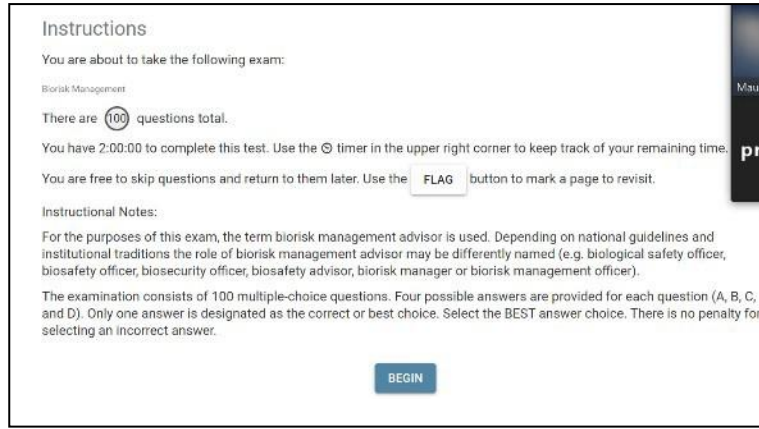 Instructions
You are about to take the following exam:
Biorisk Management
There are 100 questions total.
You have 2:00:00 to complete this test. Use the timer in the upper right corner to keep track of your remaining time.
You are free to skip questions and return to them later. Use the FLAG button to mark a page to revisit.
Instructional Notes:
For the purposes of this exam, the term biorisk management advisor is used. Depending on national guidelines and
institutional traditions the role of biorisk management advisor may be differently named (e.g. biological safety officer,
biosafety officer, biosecurity officer, biosafety advisor, biorisk manager or biorisk management officer).
The examination consists of 100 multiple-choice questions. Four possible answers are provided for each question (A, B, C,
and D). Only one answer is designated as the correct or best choice. Select the BEST answer choice. There is no penalty for
selecting an incorrect answer.
BEGIN
Mau
pr